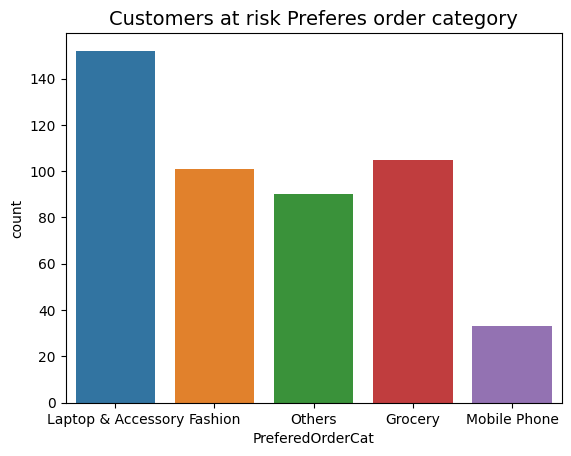 Customers at risk Preferes order category
count
140
120
100
80
60
40
20
0
Laptop & Accessory Fashion Others Grocery Mobile Phone
PreferedOrderCat